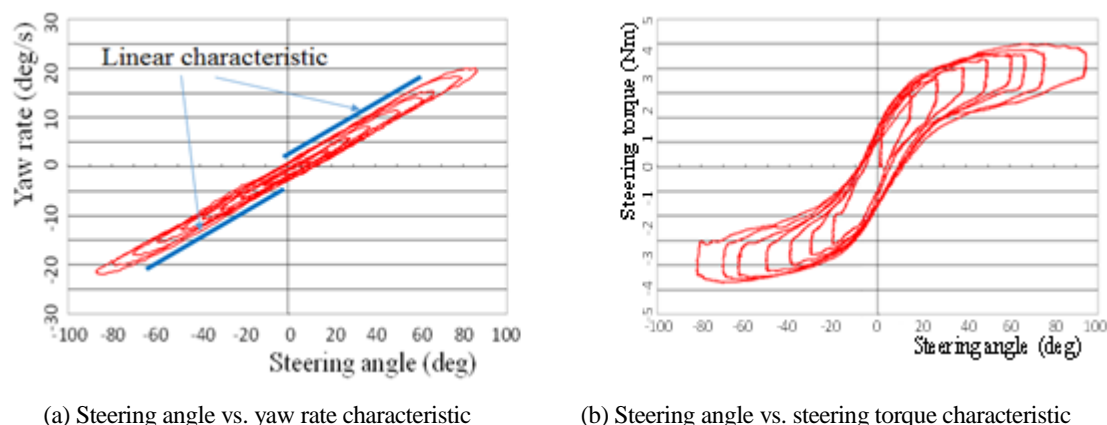 Linear characteristic
Yaw rate (deg/s)
30
20
10
0
-10
-20
-30
-100 -80 -60 -40 -20 0 20 40 60 80 100
Steering angle (deg)
(a) Steering angle vs. yaw rate characteristic
Steering torque (Nm)
5
4
3
2
1
0
-1
-2
-3
-4
-5
-100 -80 -60 -40 -20 0 20 40 60 80 100
Steering angle (deg)
(b) Steering angle vs. steering torque characteristic